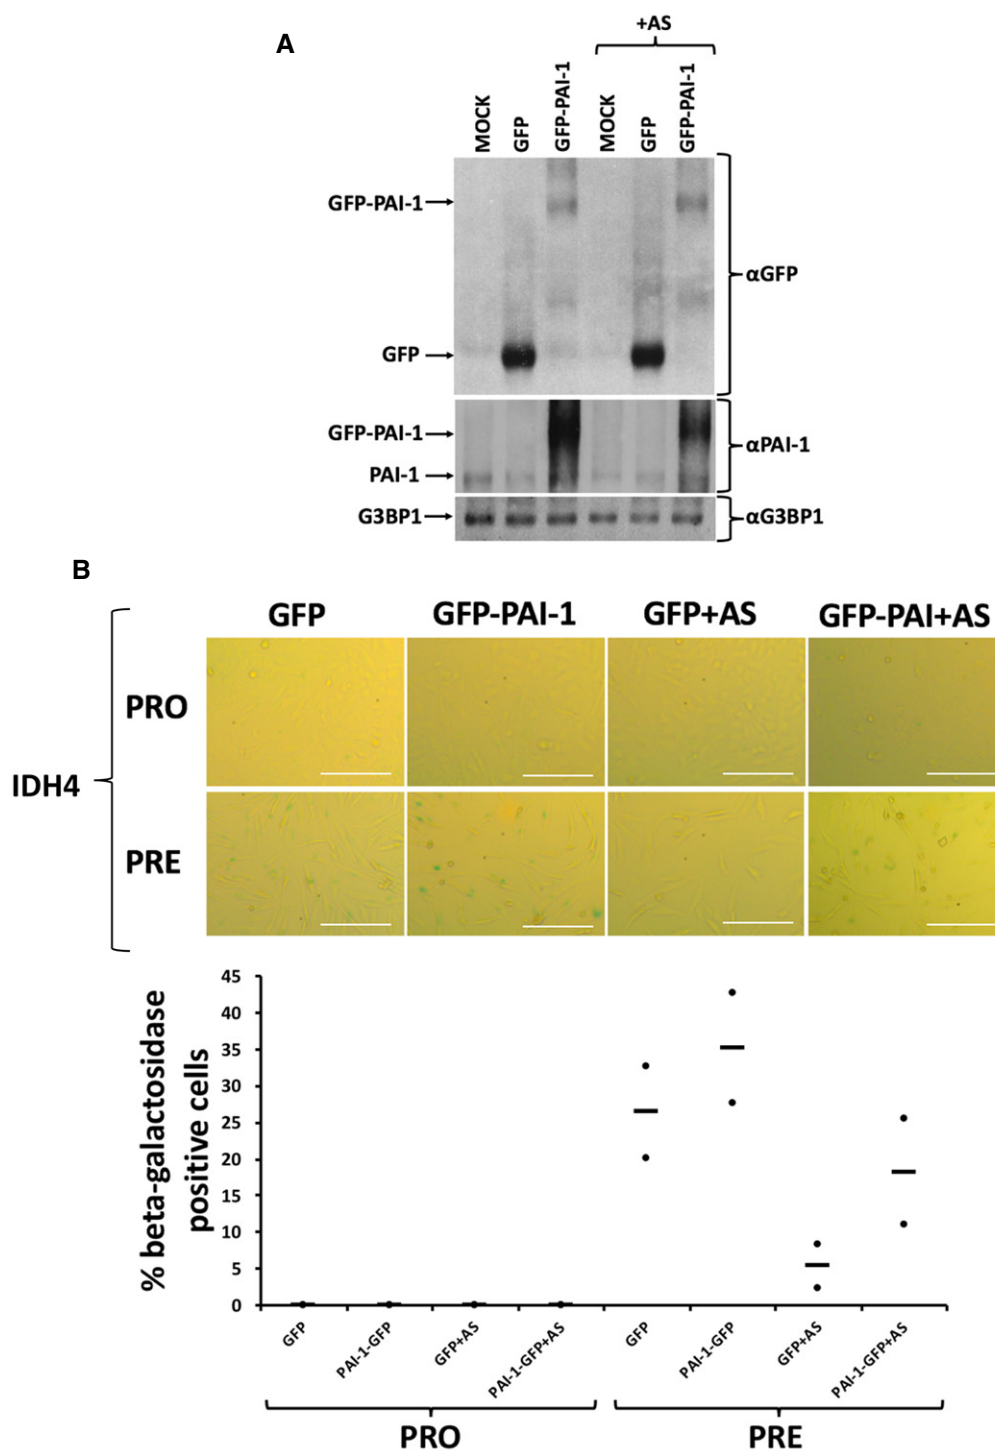 A
+AS
MOCK
GFP
GFP-PAI-1
MOCK
GFP
GFP-PAI-1
GFP-PAI-1
αGFP
GFP
GFP-PAI-1
αPAI-1
PAI-1
G3BP1
αG3BP1
B
GFP GFP-PAI-1 GFP+AS GFP-PAI+AS
PRO
IDH4
PRE
% beta-galactosidase
positive cells
45
40
35
30
25
20
15
10
5
0
GFP
PAI-1-GFP
GFP+AS
PAI-1-GFP+AS
GFP
PAI-1-GFP
GFP+AS
PAI-1-GFP+AS
PRO PRE